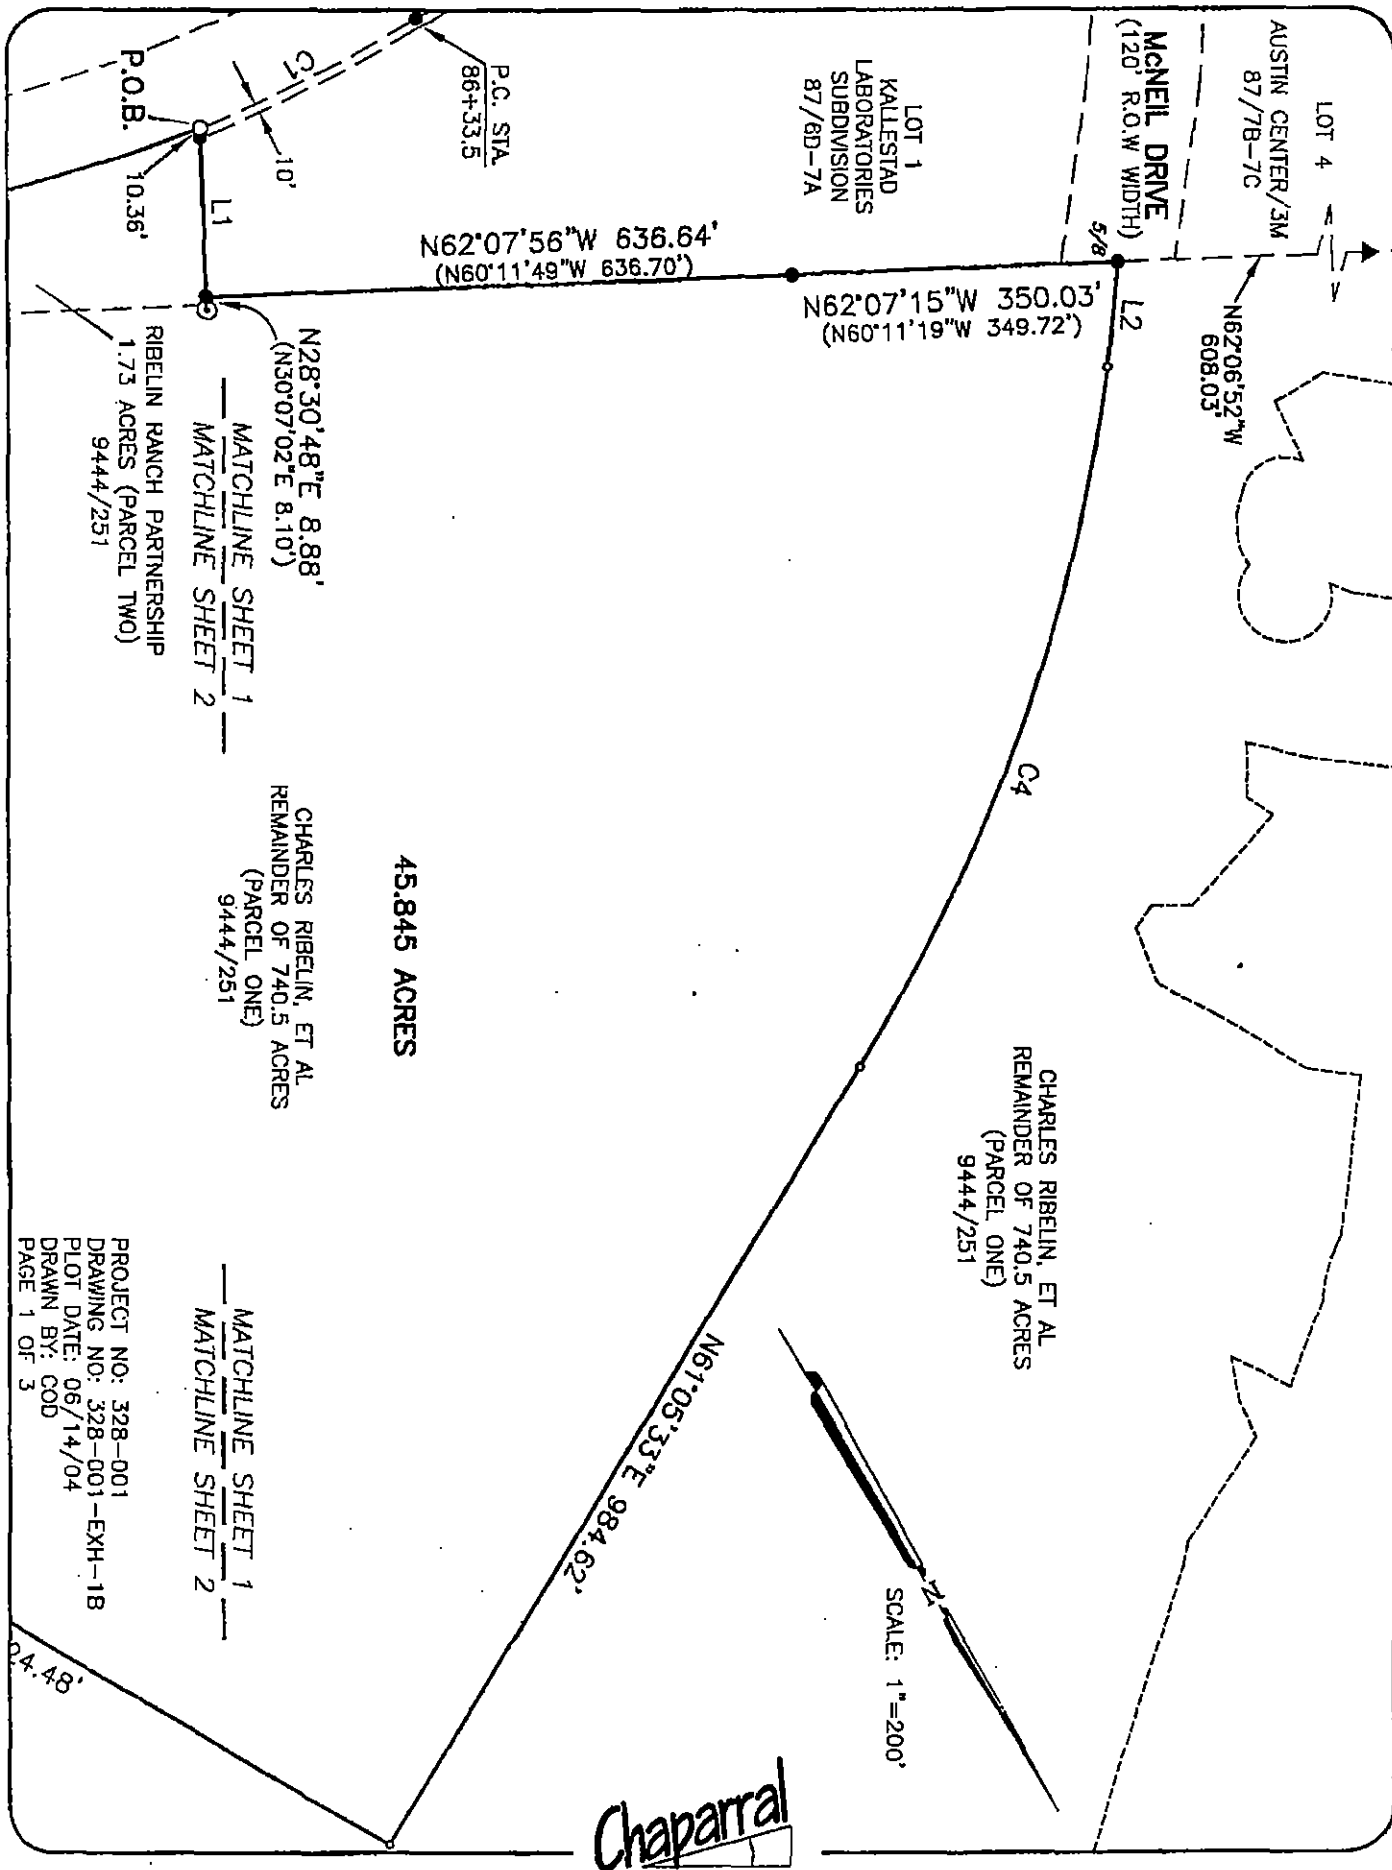 LOT 4
AUSTIN CENTER/3M
87/7B-7C
McNEIL DRIVE
(120' R.O.W WIDTH)
5/8
N62°06'52"W
608.03'
L2
LOT 1
KALLESTAD
LABORATORIES
SUBDIVISION
87/6D-7A
N62°07'15"W 350.03'
(N60°11'19"W 349.72')
N62°07'56"W 636.64'
(N60°11'49"W 636.70')
P.C. STA.
86+33.5
C1
10'
P.O.B.
10.36'
L1
N28°30'48"E 8.88'
(N30°07'02"E 8.10')
MATCHLINE SHEET 1
MATCHLINE SHEET 2
RIBELIN RANCH PARTNERSHIP
1.73 ACRES (PARCEL TWO)
9444/251
C4
45.845 ACRES
CHARLES RIBELIN, ET AL
REMAINDER OF 740.5 ACRES
(PARCEL ONE)
9444/251
CHARLES RIBELIN, ET AL
REMAINDER OF 740.5 ACRES
(PARCEL ONE)
9444/251
N61°05'33"E 984.62'
N
SCALE: 1"=200'
MATCHLINE SHEET 1
MATCHLINE SHEET 2
PROJECT NO: 328-001
DRAWING NO: 328-001-EXH-1B
PLOT DATE: 06/14/04
DRAWN BY: COD
PAGE 1 OF 3
24.48'
Chaparral